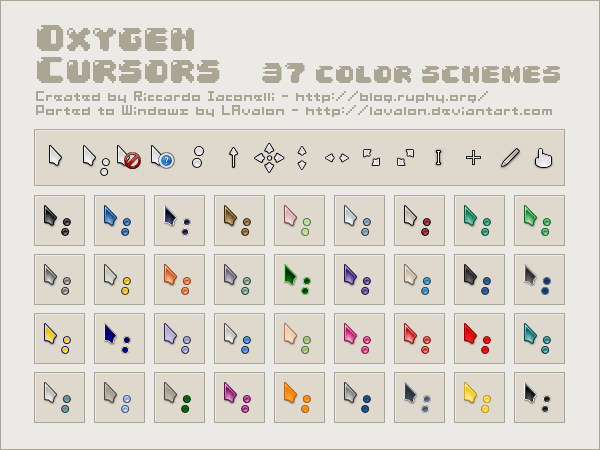 Oxygen
Cursors 37 color schemes
Created by Riccardo Iaconelli - http://blog.ruphy.org/
Ported to Windows by LAvalon - http://lavalon.deviantart.com
?